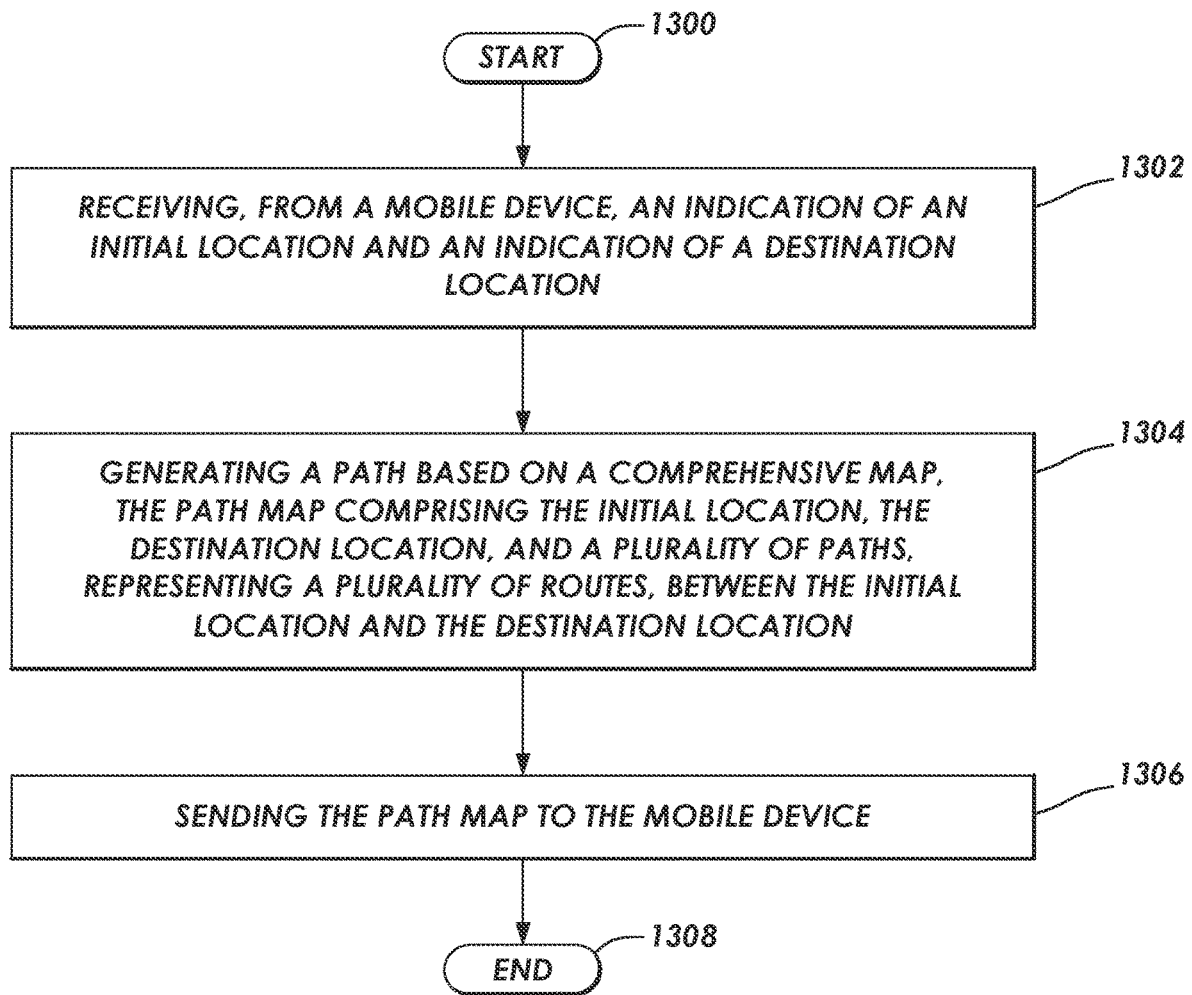 1300
START
1302
RECEIVING, FROM A MOBILE DEVICE, AN INDICATION OF AN
INITIAL LOCATION AND AN INDICATION OF A DESTINATION
LOCATION
1304
GENERATING A PATH BASED ON A COMPREHENSIVE MAP,
THE PATH MAP COMPRISING THE INITIAL LOCATION, THE
DESTINATION LOCATION, AND A PLURALITY OF PATHS,
REPRESENTING A PLURALITY OF ROUTES, BETWEEN THE INITIAL
LOCATION AND THE DESTINATION LOCATION
1306
SENDING THE PATH MAP TO THE MOBILE DEVICE
1308
END